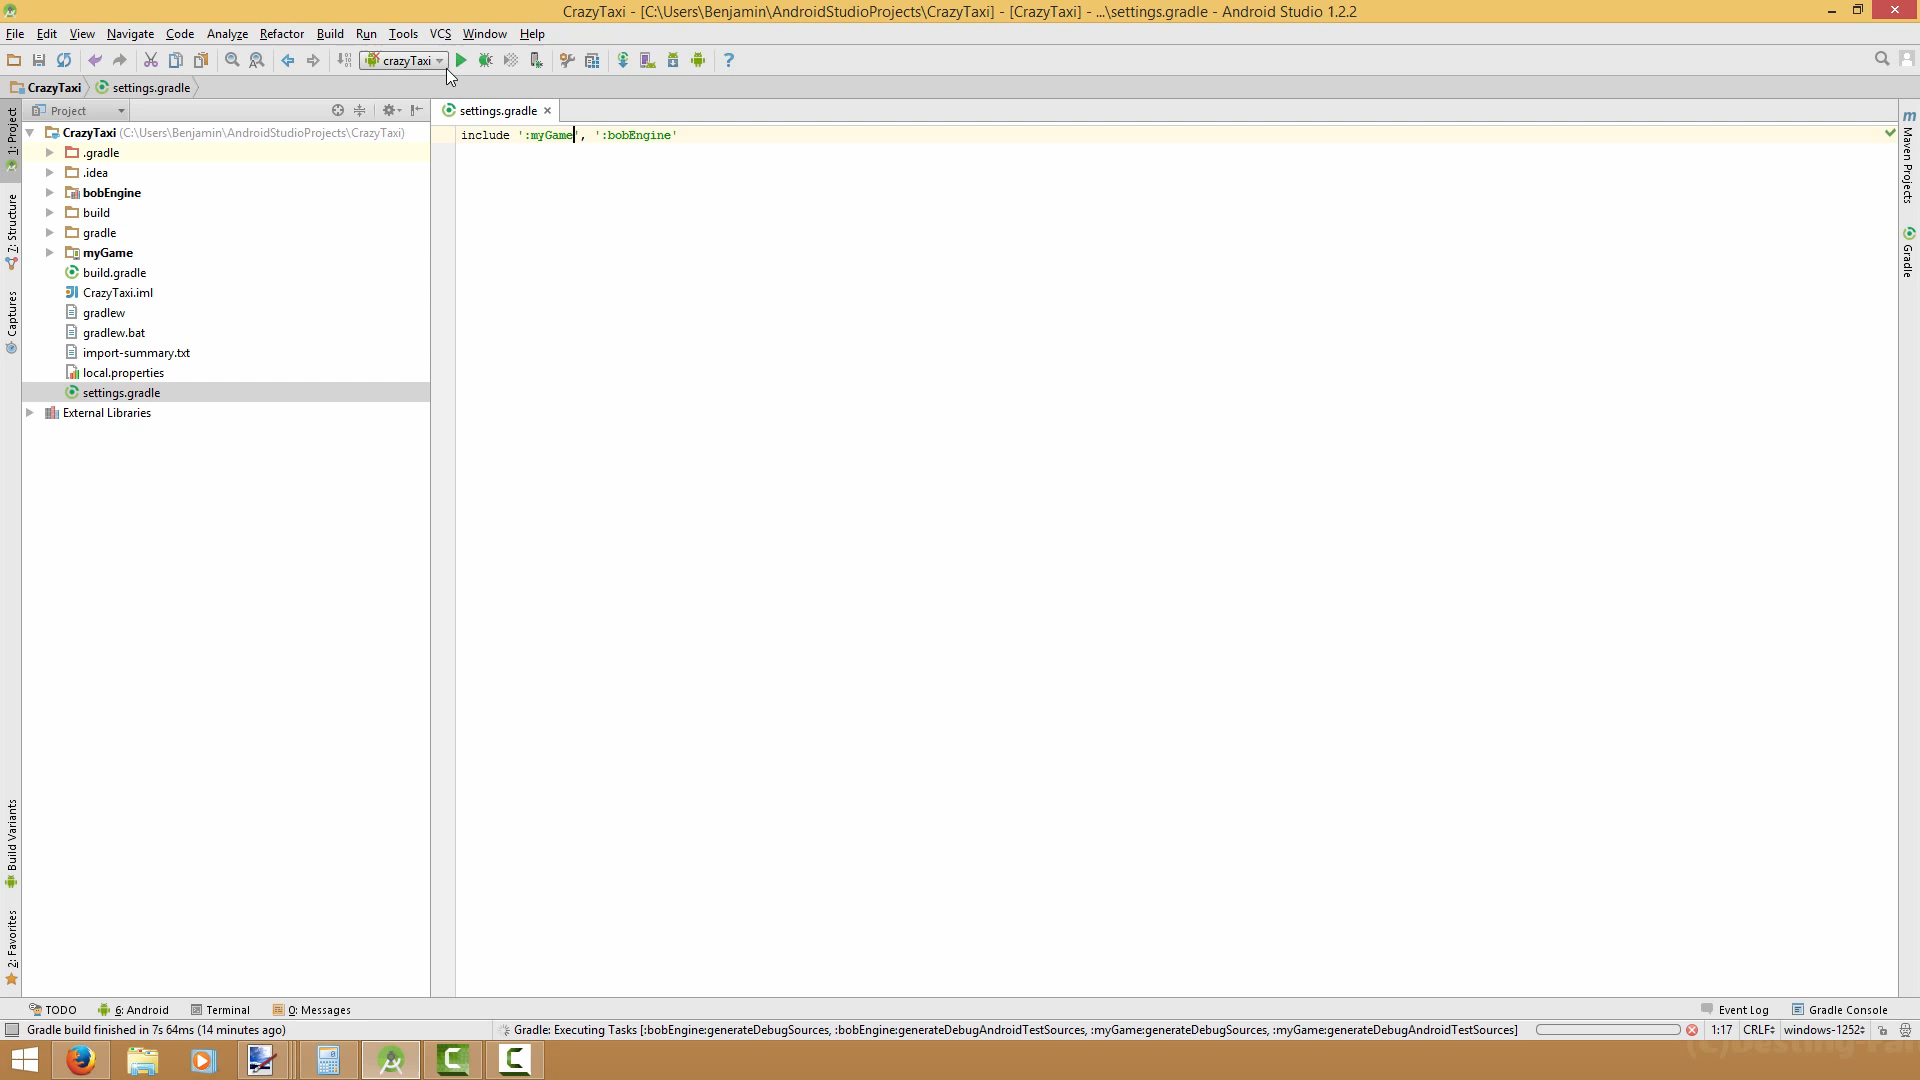 CrazyTaxi - [C:\Users\Benjamin\AndroidStudioProjects\CrazyTaxi] - [CrazyTaxi] - ...\settings.gradle - Android Studio 1.2.2
File Edit View Navigate Code Analyze Refactor Build Run Tools VCS Window Help
crazyTaxi
CrazyTaxi settings.gradle
Project
settings.gradle
CrazyTaxi (C:\Users\Benjamin\AndroidStudioProjects\CrazyTaxi)
.gradle
.idea
bobEngine
build
gradle
myGame
build.gradle
CrazyTaxi.iml
gradlew
gradlew.bat
import-summary.txt
local.properties
settings.gradle
External Libraries
include ':myGame', ':bobEngine'
1: Project
7: Structure
Captures
Build Variants
2: Favorites
m
Maven Projects
Gradle
TODO 6: Android Terminal 0: Messages Event Log Gradle Console
Gradle build finished in 7s 64ms (14 minutes ago) Gradle: Executing Tasks [:bobEngine:generateDebugSources, :bobEngine:generateDebugAndroidTestSources, :myGame:generateDebugSources, :myGame:generateDebugAndroidTestSources] 1:17 CRLF windows-1252